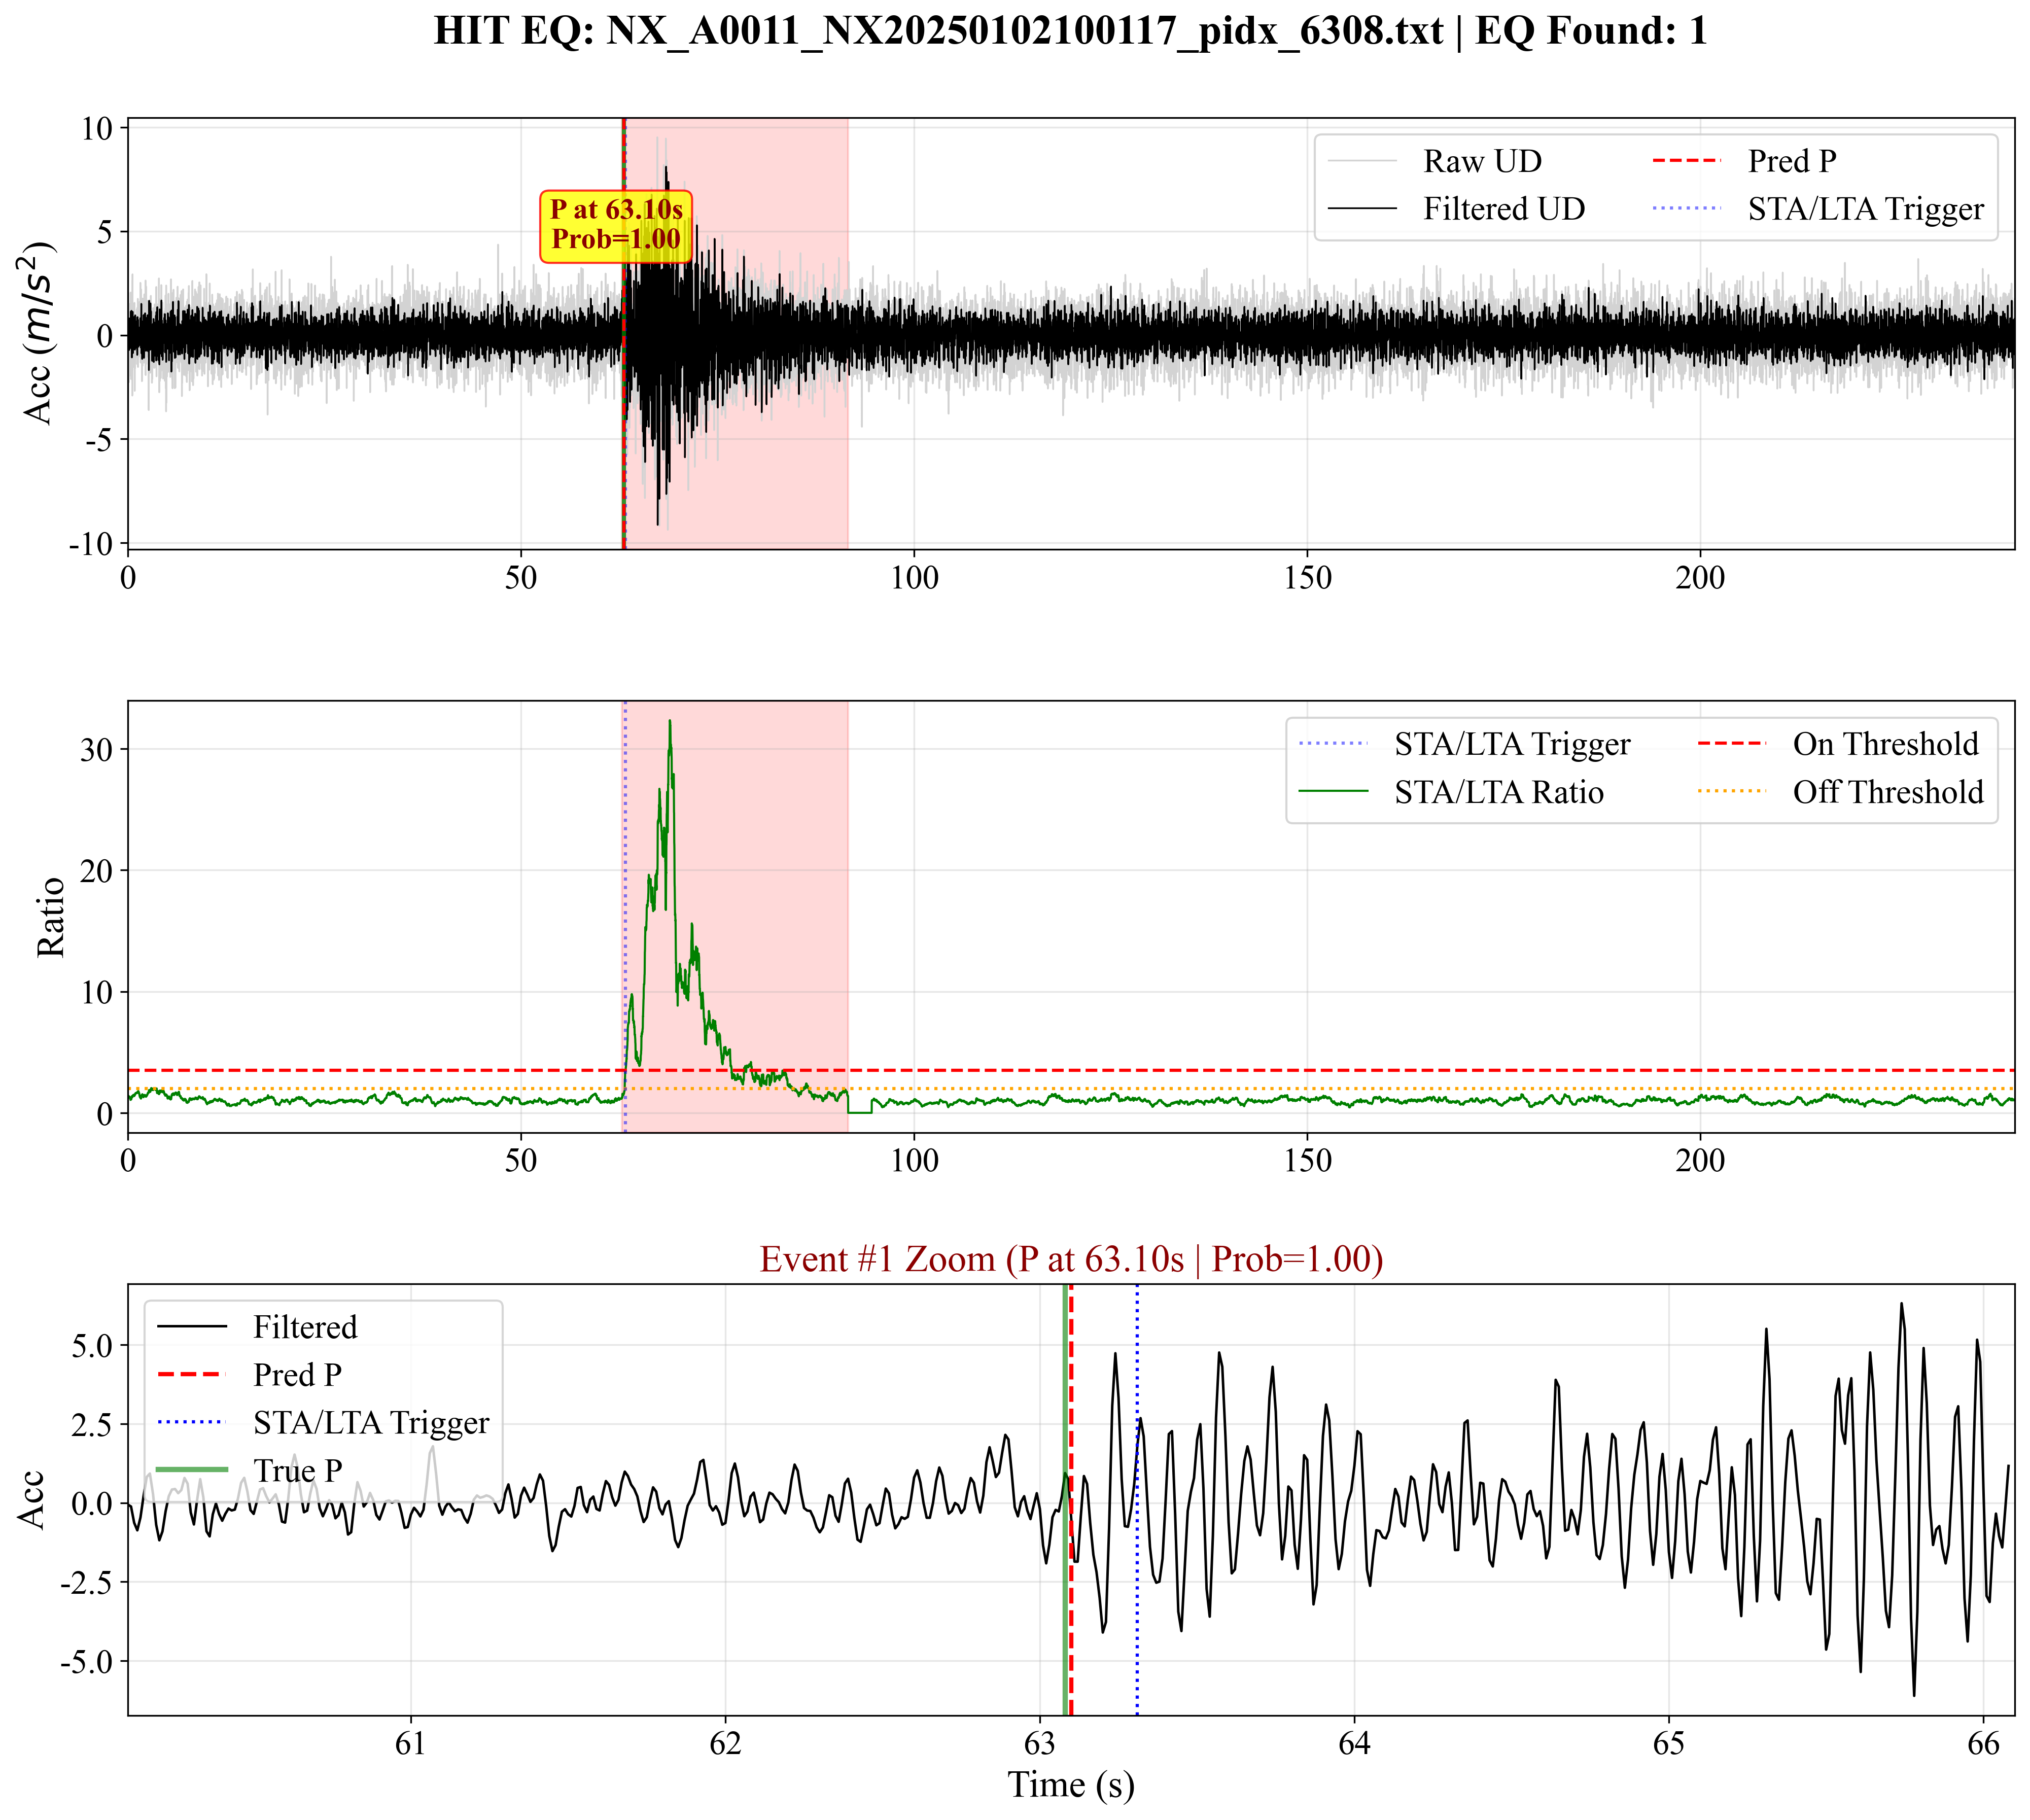 HIT EQ: NX_A0011_NX20250102100117_pidx_6308.txt | EQ Found: 1
Acc (m/s²)
10
5
0
-5
-10
P at 63.10s
Prob=1.00
Raw UD
Filtered UD
Pred P
STA/LTA Trigger
0 50 100 150 200
Ratio
30
20
10
0
STA/LTA Trigger
STA/LTA Ratio
On Threshold
Off Threshold
0 50 100 150 200
Event #1 Zoom (P at 63.10s | Prob=1.00)
Acc
5.0
2.5
0.0
-2.5
-5.0
Filtered
Pred P
STA/LTA Trigger
True P
61 62 63 64 65 66
Time (s)